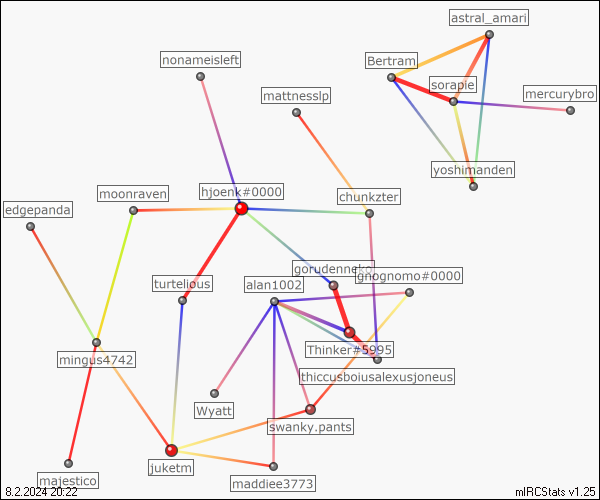 astral_amari
nonameisleft
Bertram
sorapie
mattnesslp
mercurybro
yoshimanden
moonraven
hjoenk#0000
chunkzter
edgepanda
turtelious
alan1002
gorudenneko
gnognomo#0000
mingus4742
Thinker#5995
thiccusboiusalexusjoneus
Wyatt
swanky.pants
juketm
majestico
maddiee3773
8.2.2024 20:22
mIRCStats v1.25